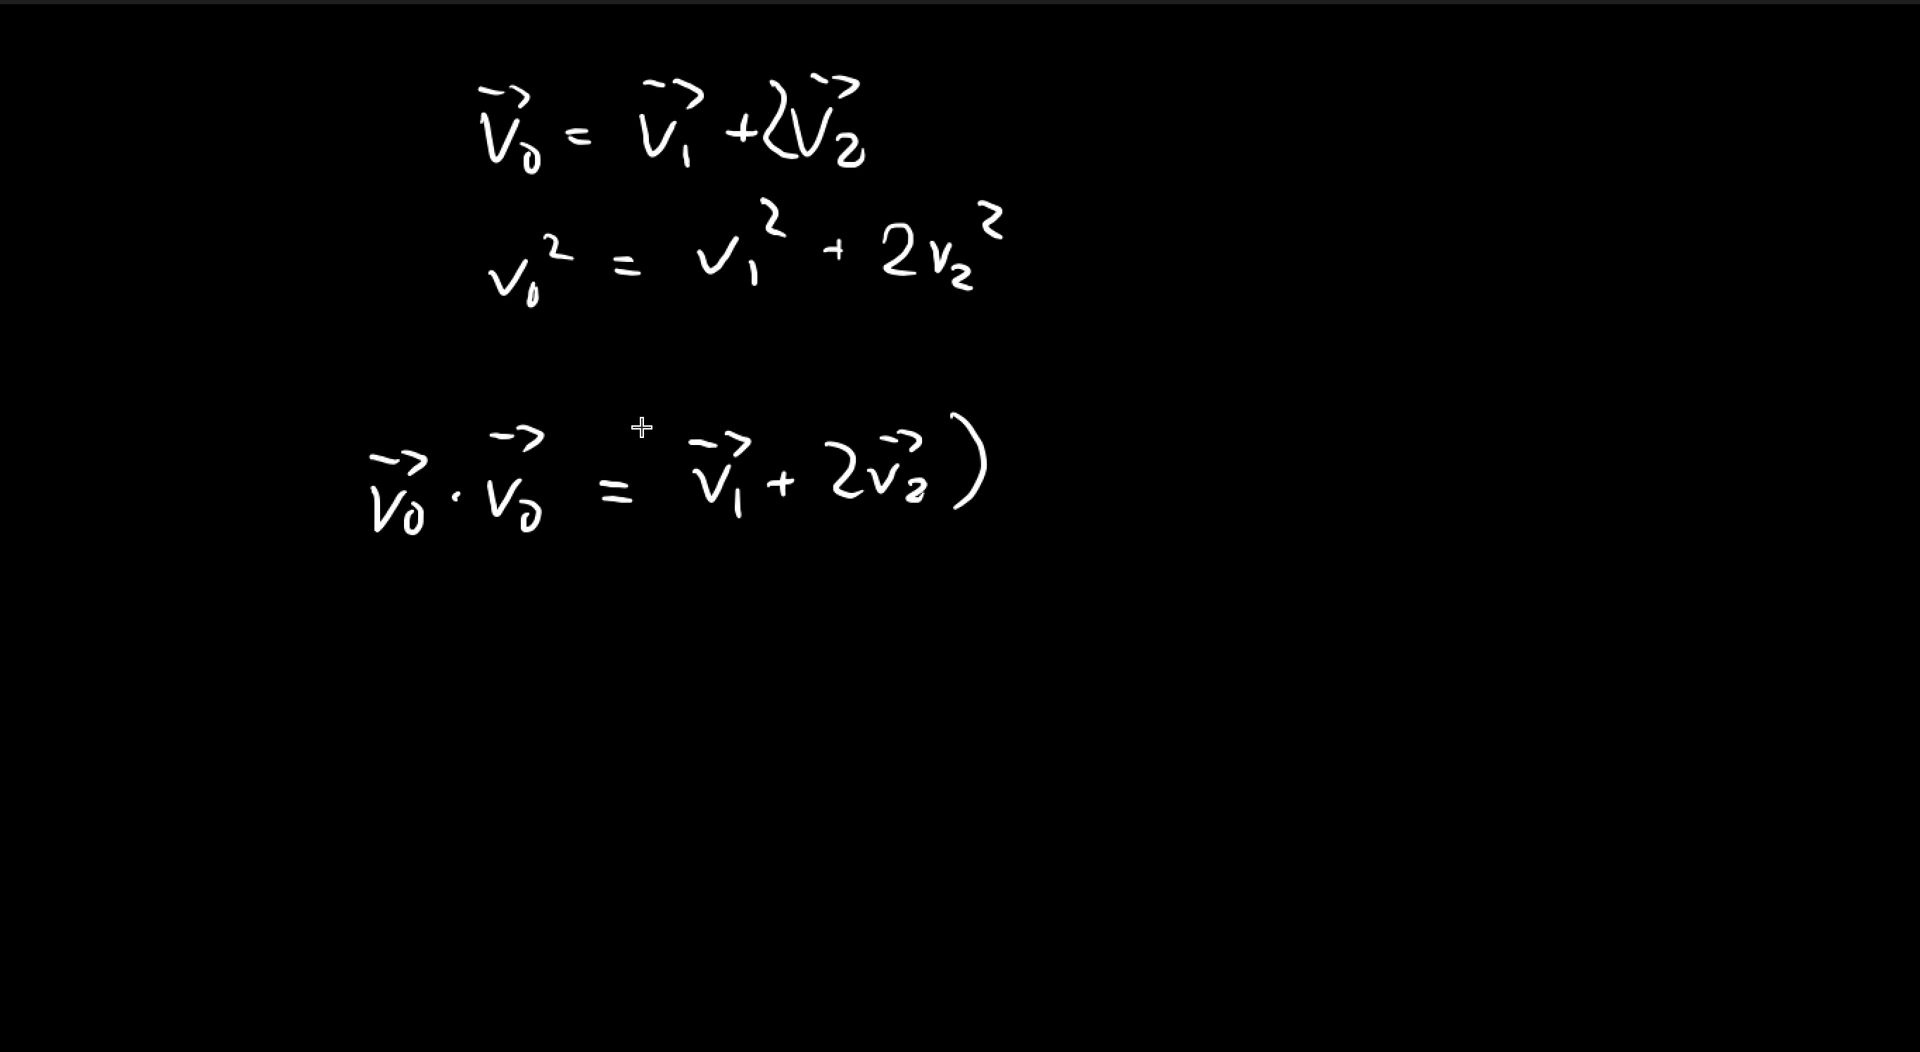 V⃗₀ = V⃗₁ + 2V⃗₂
v₀² = v₁² + 2v₂²
V⃗₀ · V⃗₀ = V⃗₁ + 2V⃗₂)